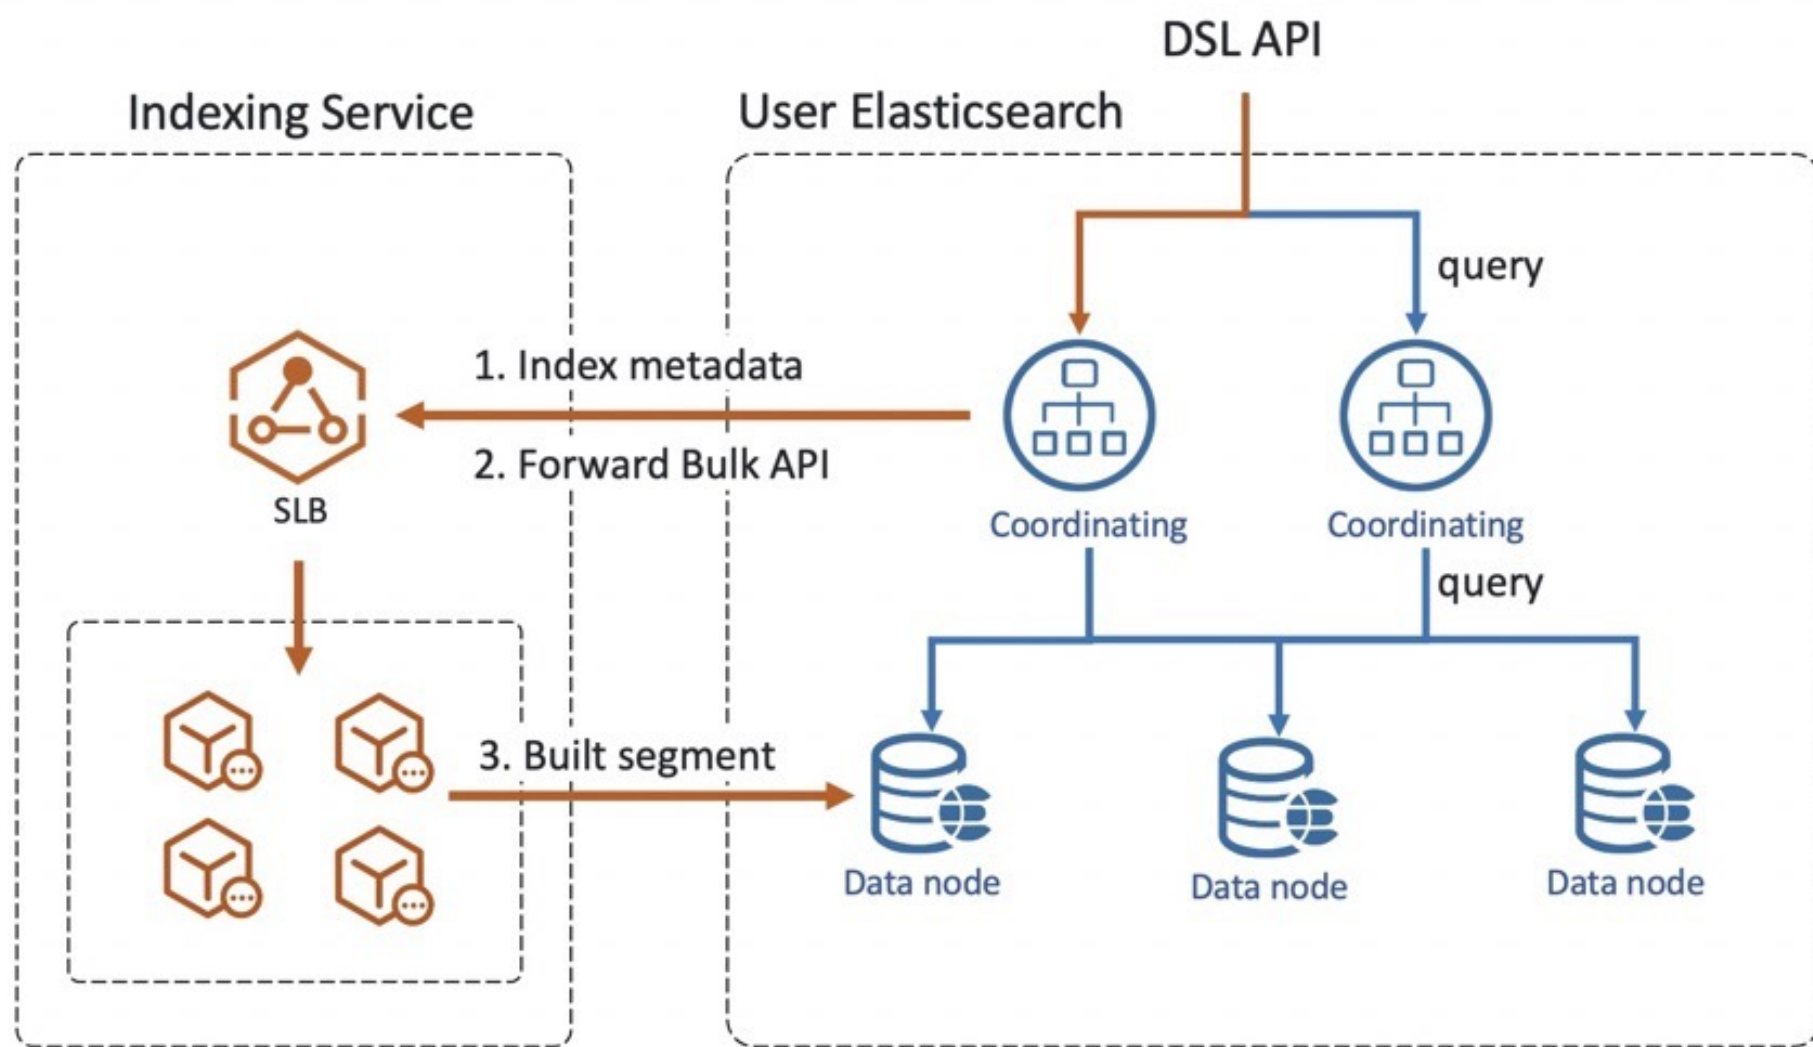 DSL API
Indexing Service
User Elasticsearch
query
1. Index metadata
2. Forward Bulk API
SLB
Coordinating
Coordinating
query
3. Built segment
Data node
Data node
Data node